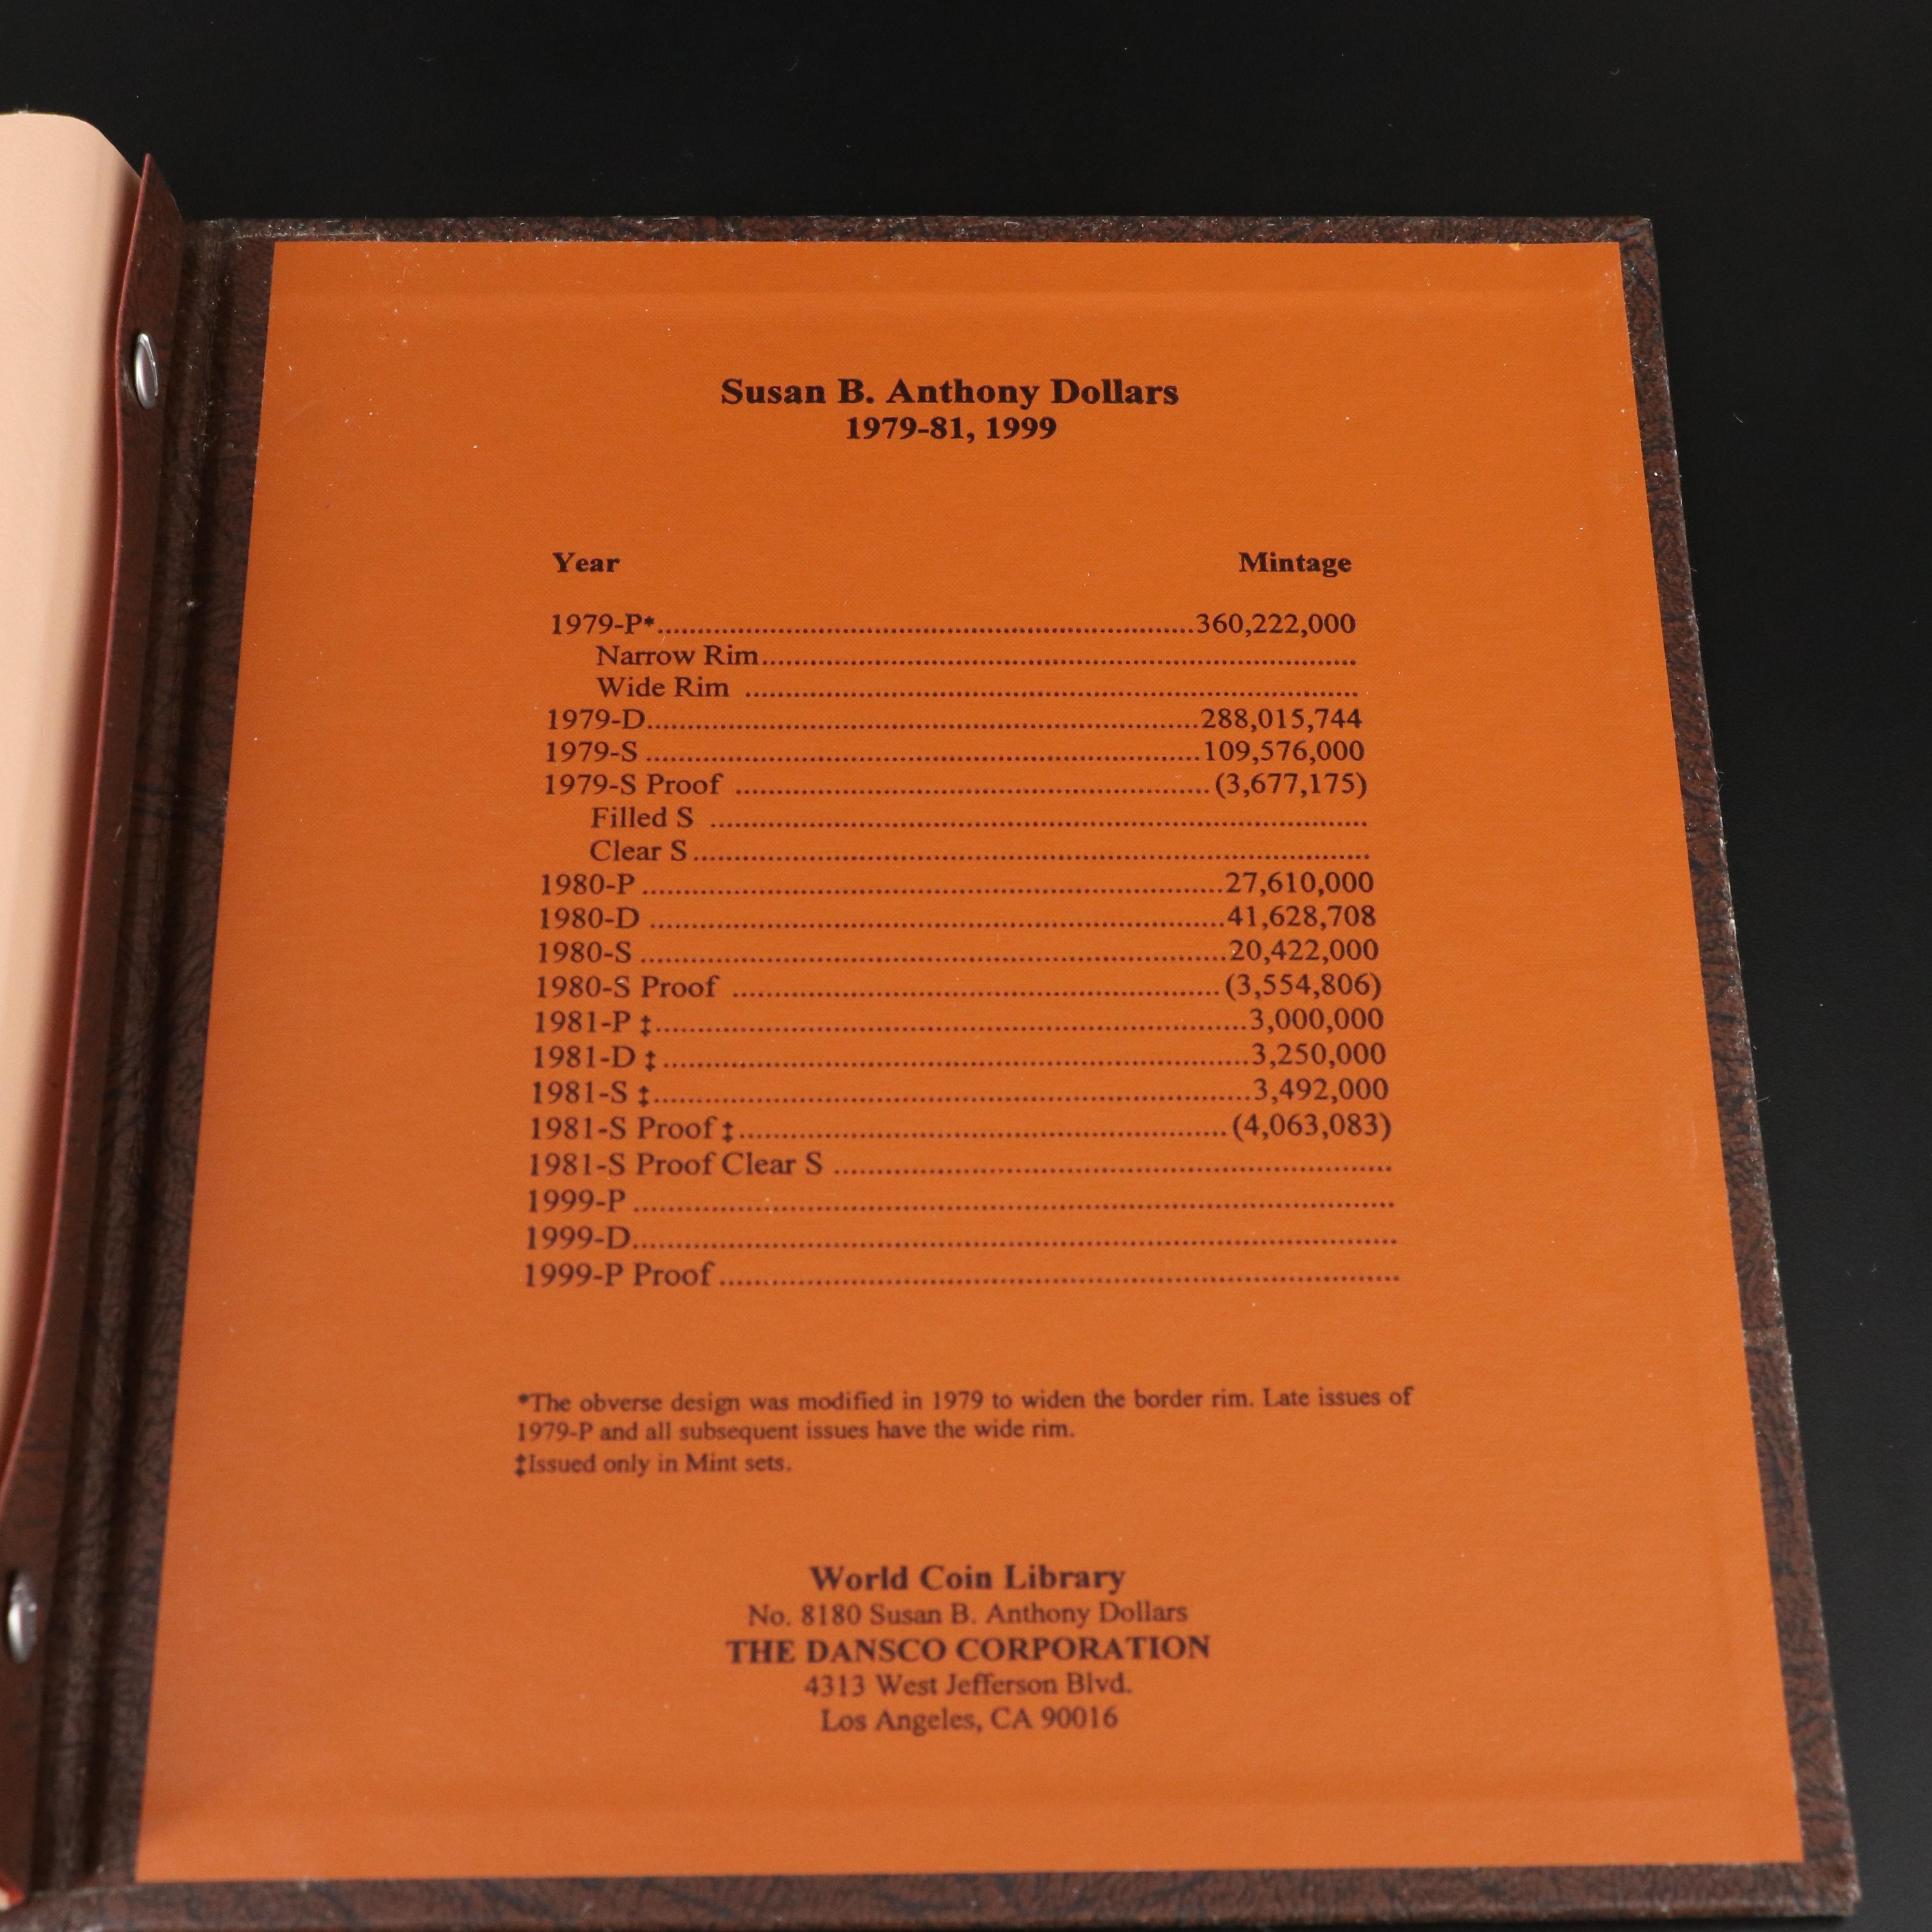 Susan B. Anthony Dollars
1979-81, 1999
Year Mintage
1979-P*..........360,222,000
Narrow Rim..........
Wide Rim ..........
1979-D..........288,015,744
1979-S ..........109,576,000
1979-S Proof ..........(3,677,175)
Filled S ..........
Clear S..........
1980-P ..........27,610,000
1980-D ..........41,628,708
1980-S ..........20,422,000
1980-S Proof ..........(3,554,806)
1981-P ‡..........3,000,000
1981-D ‡..........3,250,000
1981-S ‡..........3,492,000
1981-S Proof ‡..........(4,063,083)
1981-S Proof Clear S ..........
1999-P ..........
1999-D..........
1999-P Proof..........
*The obverse design was modified in 1979 to widen the border rim. Late issues of
1979-P and all subsequent issues have the wide rim.
‡Issued only in Mint sets.
World Coin Library
No. 8180 Susan B. Anthony Dollars
THE DANSCO CORPORATION
4313 West Jefferson Blvd.
Los Angeles, CA 90016